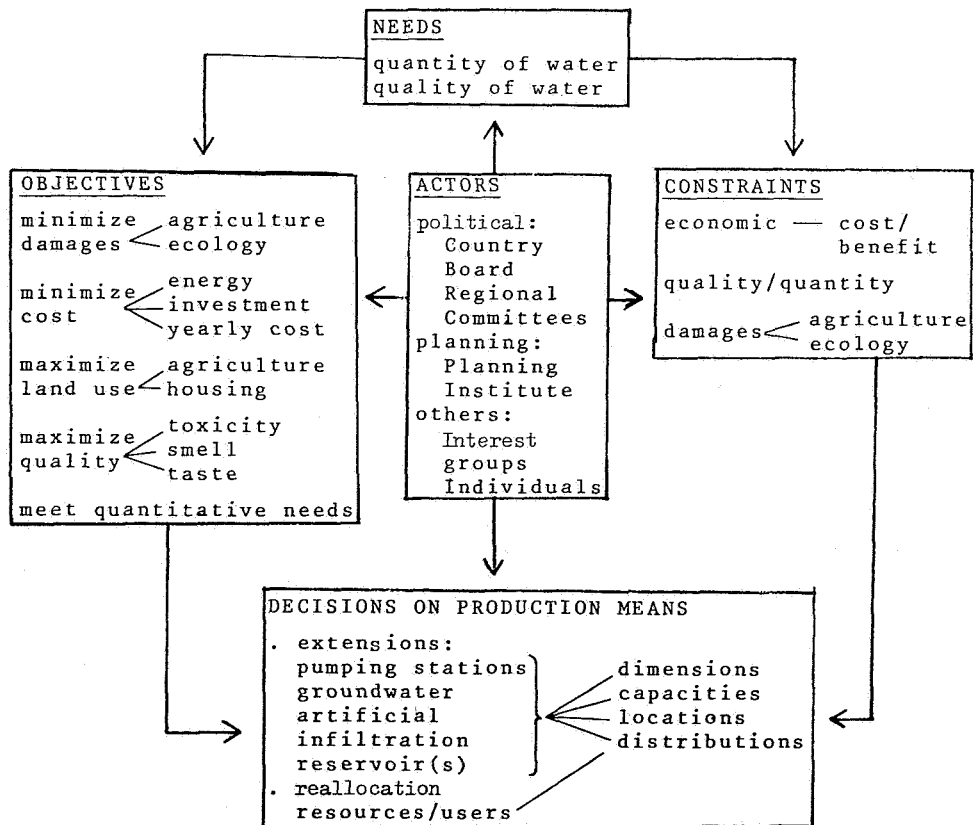 NEEDS
quantity of water
quality of water
OBJECTIVES
minimize
damages
agriculture
ecology
minimize
cost
energy
investment
yearly cost
maximize
land use
agriculture
housing
maximize
quality
toxicity
smell
taste
meet quantitative needs
ACTORS
political:
Country
Board
Regional
Committees
planning:
Planning
Institute
others:
Interest
groups
Individuals
CONSTRAINTS
economic — cost/
benefit
quality/quantity
damages
agriculture
ecology
DECISIONS ON PRODUCTION MEANS
. extensions:
pumping stations
groundwater
artificial
infiltration
reservoir(s)
dimensions
capacities
locations
distributions
. reallocation
resources/users